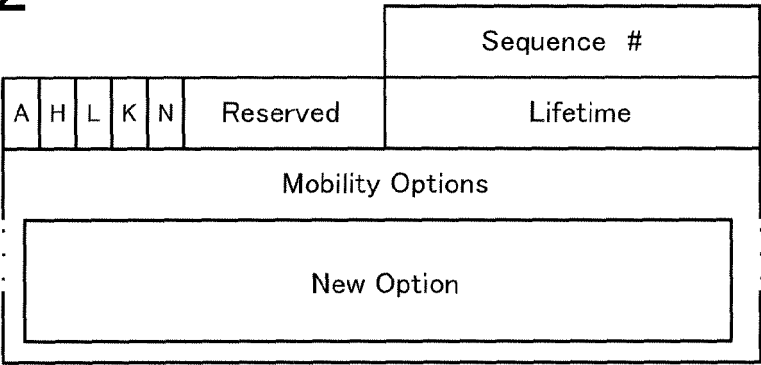 Sequence #
A H L K N Reserved Lifetime
Mobility Options
New Option